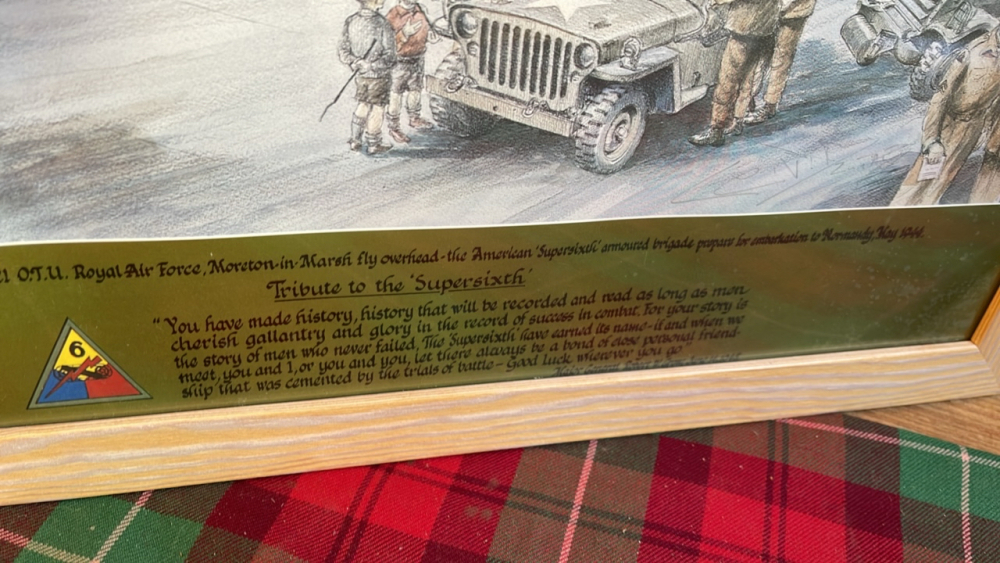 21 O.T.U. Royal Air Force, Moreton-in-Marsh fly overhead - the American 'Supersixth' armoured brigade prepare for embarkation to Normandy, May 1944.
Tribute to the 'Supersixth'
"You have made history, history that will be recorded and read as long as men
cherish gallantry and glory in the record of success in combat. For your story is
the story of men who never failed. The 'Supersixth' have earned its name - if and when we
meet, you and I, or you and you, let there always be a bond of close personal friend-
ship that was cemented by the trials of battle - Good luck wherever you go"
6